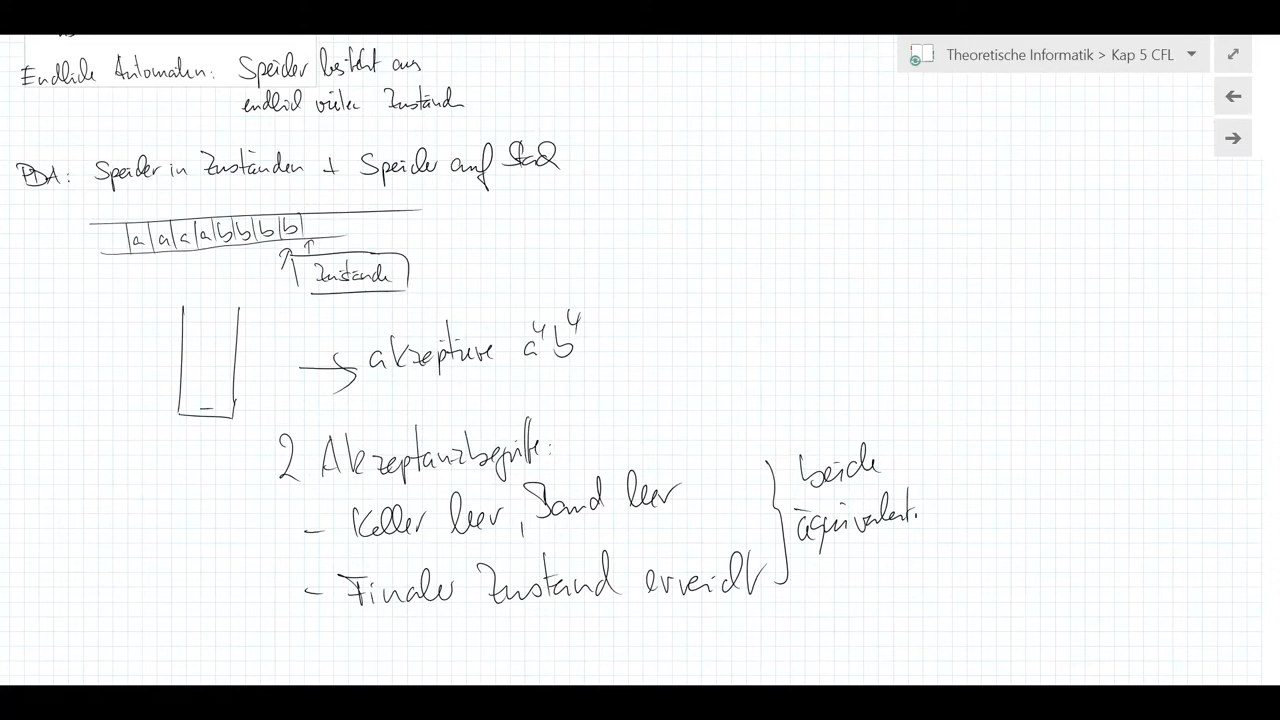 Theoretische Informatik > Kap 5 CFL
Endliche Automaten: Speicher besteht aus
endlich vielen Zuständ
PDA: Speicher in Zuständen + Speicher auf Stack
a a a a b b b b
Zustände
→ akzeptiere a⁴b⁴
2 Akzeptanzbegriffe:
- Keller leer, Band leer
- Finaler Zustand erreicht
beide
äquivalent.